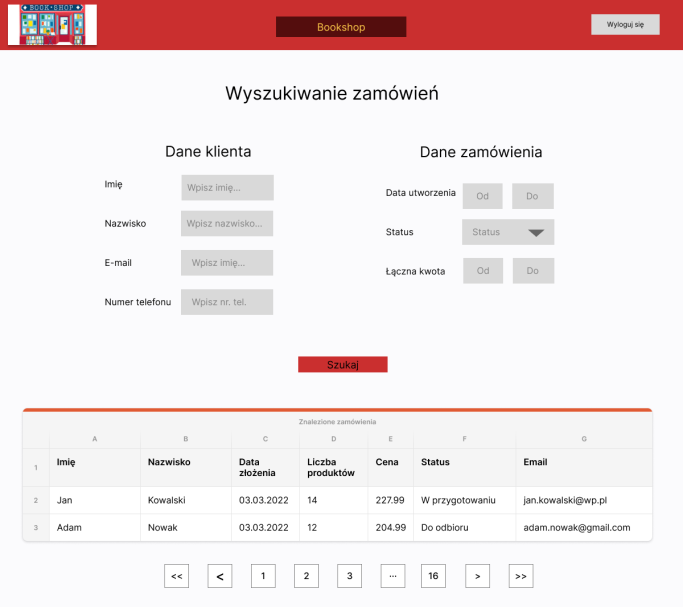 BOOK SHOP
Bookshop
Wyloguj się
Wyszukiwanie zamówień
Dane klienta
Imię
Wpisz imię...
Nazwisko
Wpisz nazwisko...
E-mail
Wpisz imię...
Numer telefonu
Wpisz nr. tel.
Dane zamówienia
Data utworzenia
Od
Do
Status
Status
Łączna kwota
Od
Do
Szukaj
Znalezione zamówienia
A B C D E F G
1 Imię Nazwisko Data złożenia Liczba produktów Cena Status Email
2 Jan Kowalski 03.03.2022 14 227.99 W przygotowaniu jan.kowalski@wp.pl
3 Adam Nowak 03.03.2022 12 204.99 Do odbioru adam.nowak@gmail.com
<< < 1 2 3 ... 16 > >>